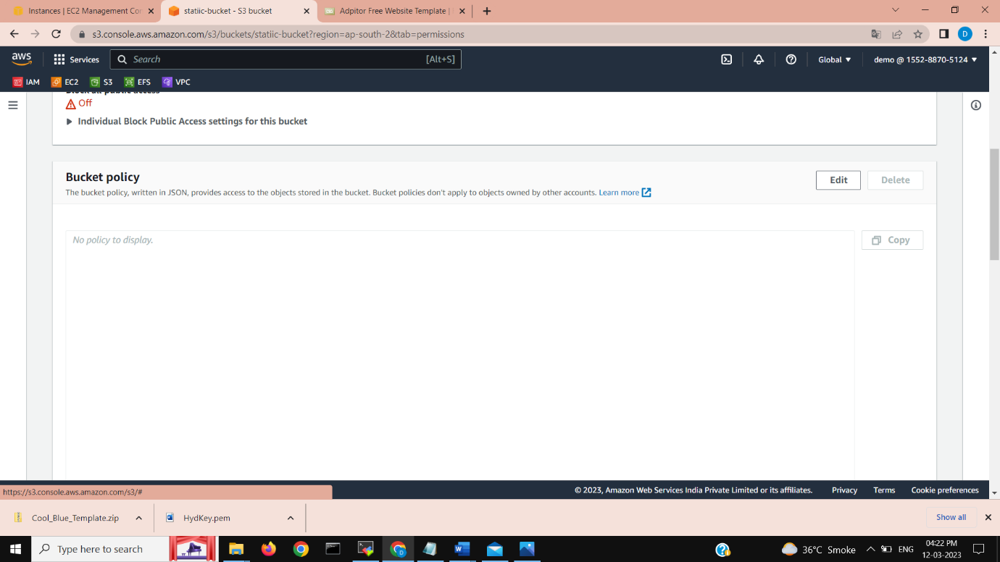 Instances | EC2 Management Con
statiic-bucket - S3 bucket
Adpitor Free Website Template |
s3.console.aws.amazon.com/s3/buckets/statiic-bucket?region=ap-south-2&tab=permissions
D
aws
Services
Search
[Alt+S]
Global
demo @ 1552-8870-5124
IAM
EC2
S3
EFS
VPC
Block all public access
Off
Individual Block Public Access settings for this bucket
Bucket policy
Edit
Delete
The bucket policy, written in JSON, provides access to the objects stored in the bucket. Bucket policies don't apply to objects owned by other accounts. Learn more
No policy to display.
Copy
https://s3.console.aws.amazon.com/s3/#
© 2023, Amazon Web Services India Private Limited or its affiliates.
Privacy
Terms
Cookie preferences
Cool_Blue_Template.zip
HydKey.pem
Show all
Type here to search
36°C Smoke
ENG
04:22 PM
12-03-2023